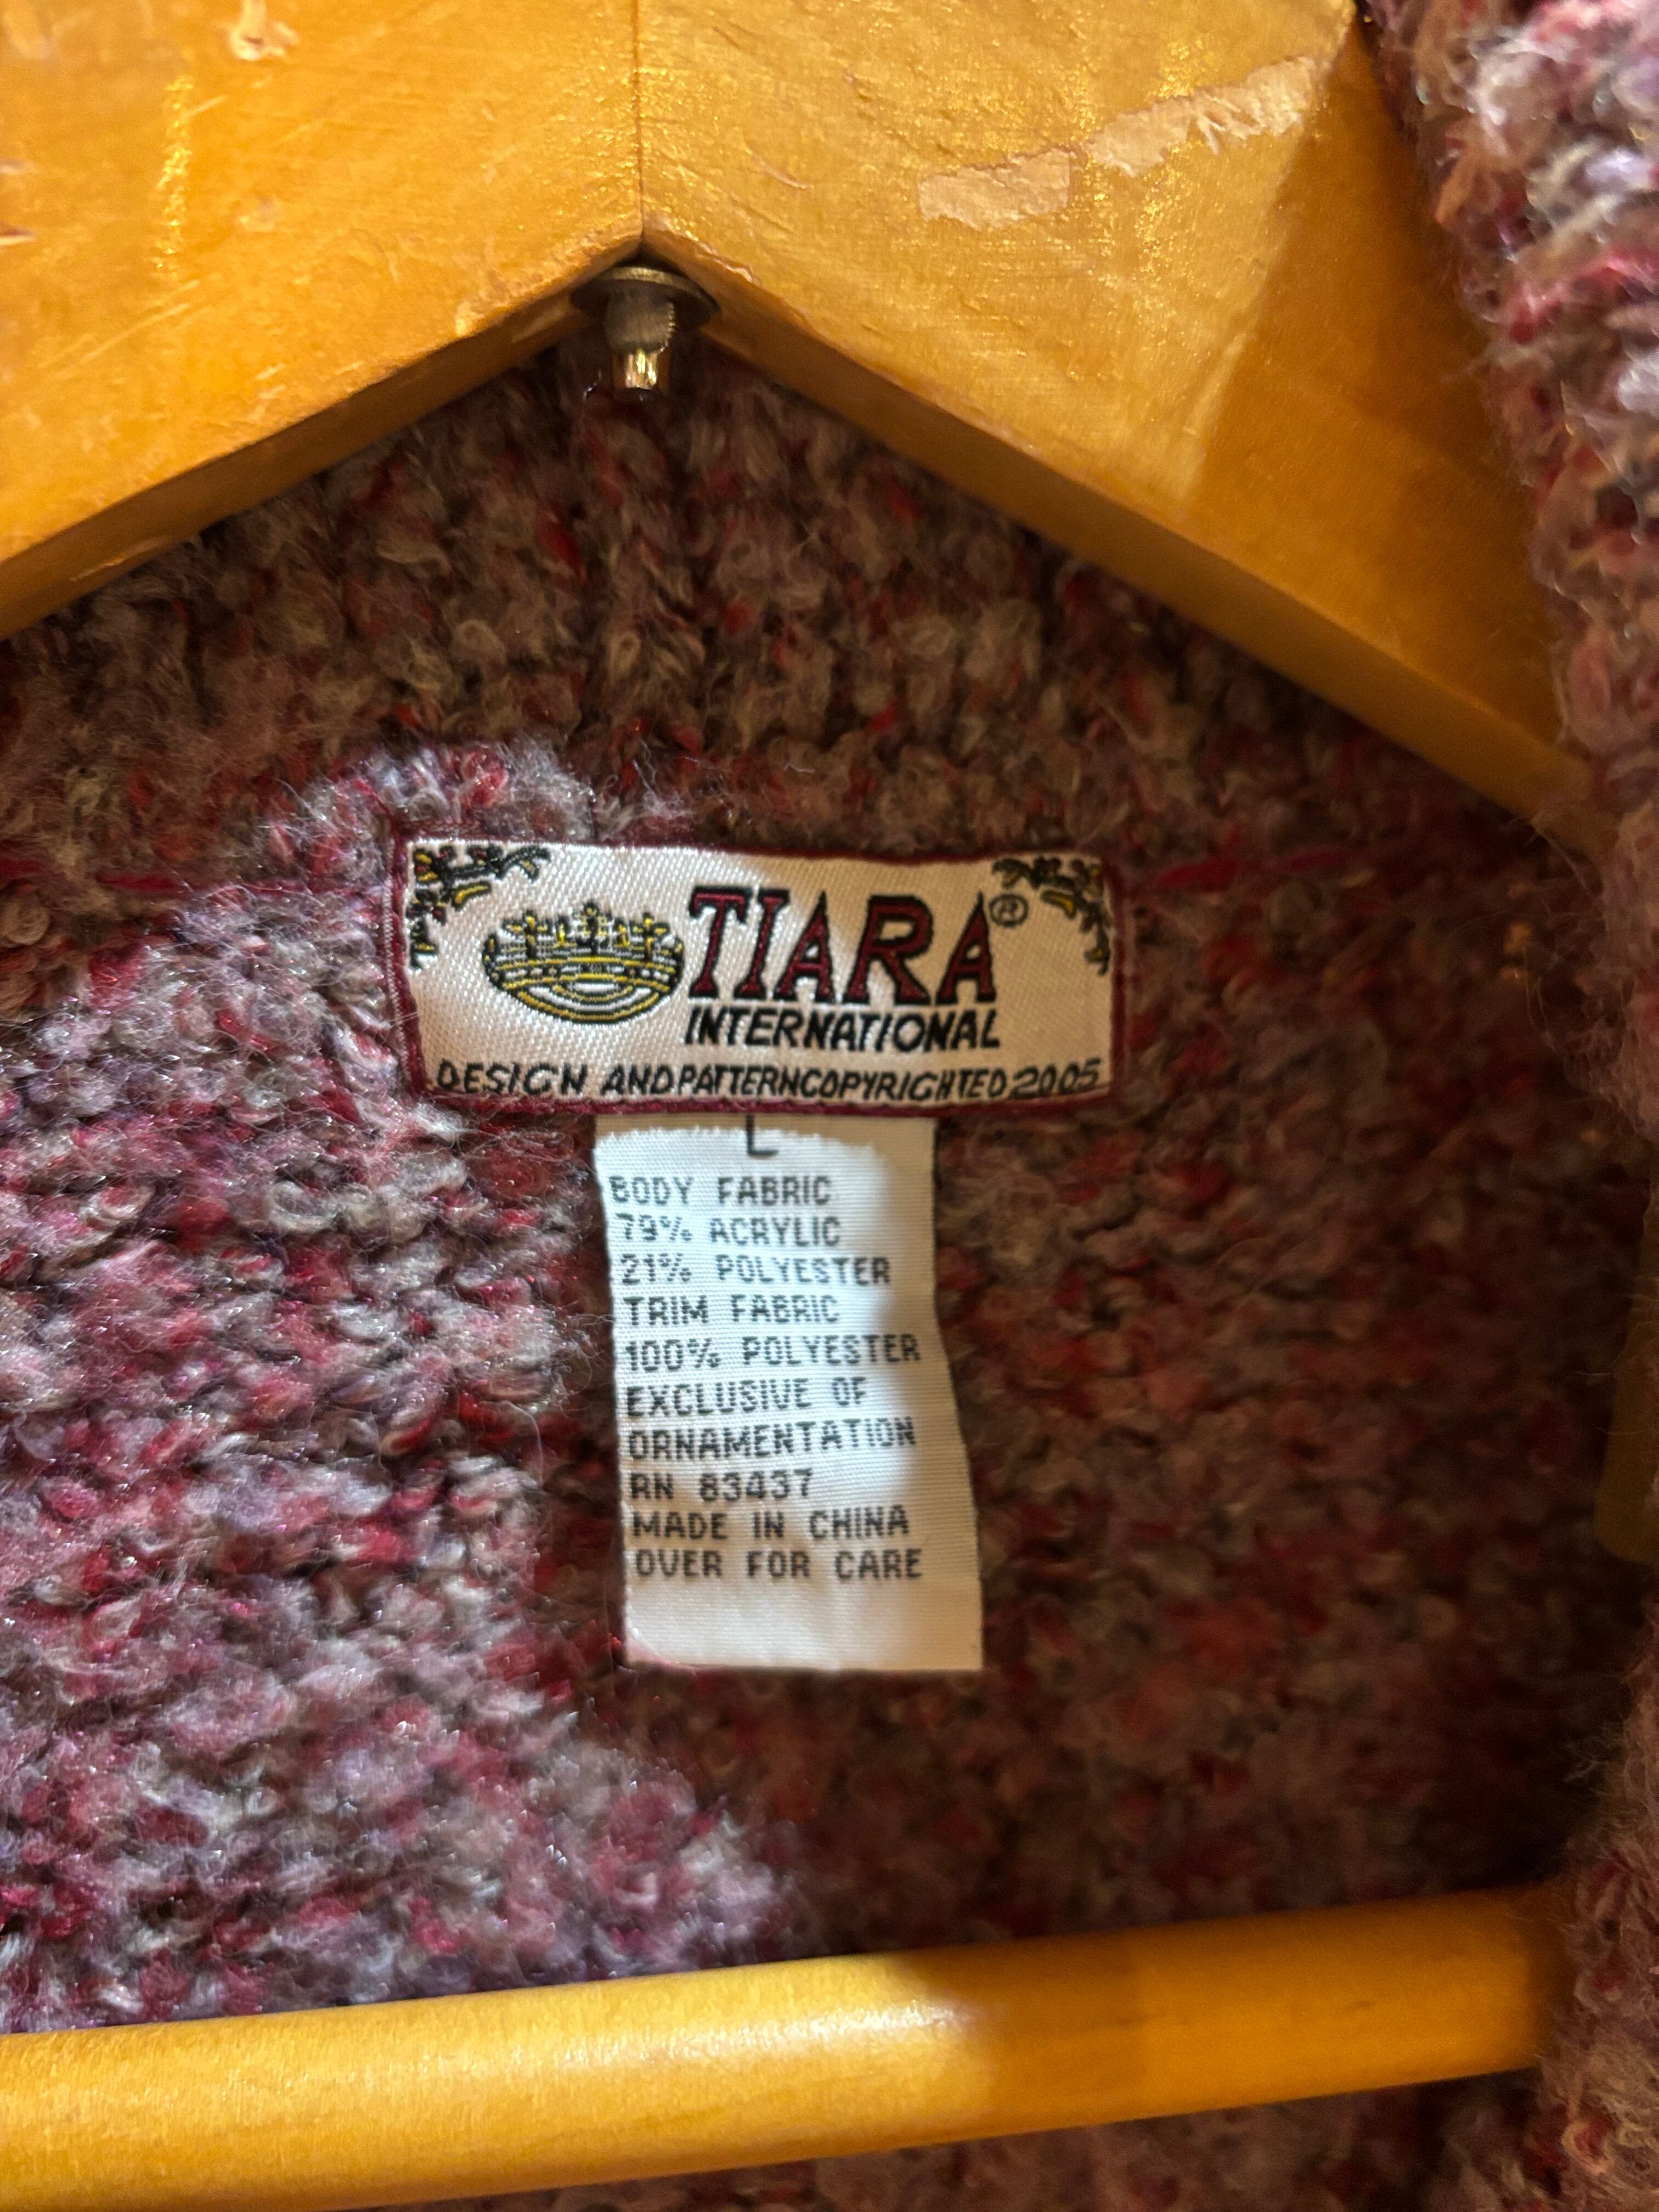 TIARA®
INTERNATIONAL
DESIGN AND PATTERN COPYRIGHTED 2005
L
BODY FABRIC
79% ACRYLIC
21% POLYESTER
TRIM FABRIC
100% POLYESTER
EXCLUSIVE OF
ORNAMENTATION
RN 83437
MADE IN CHINA
OVER FOR CARE